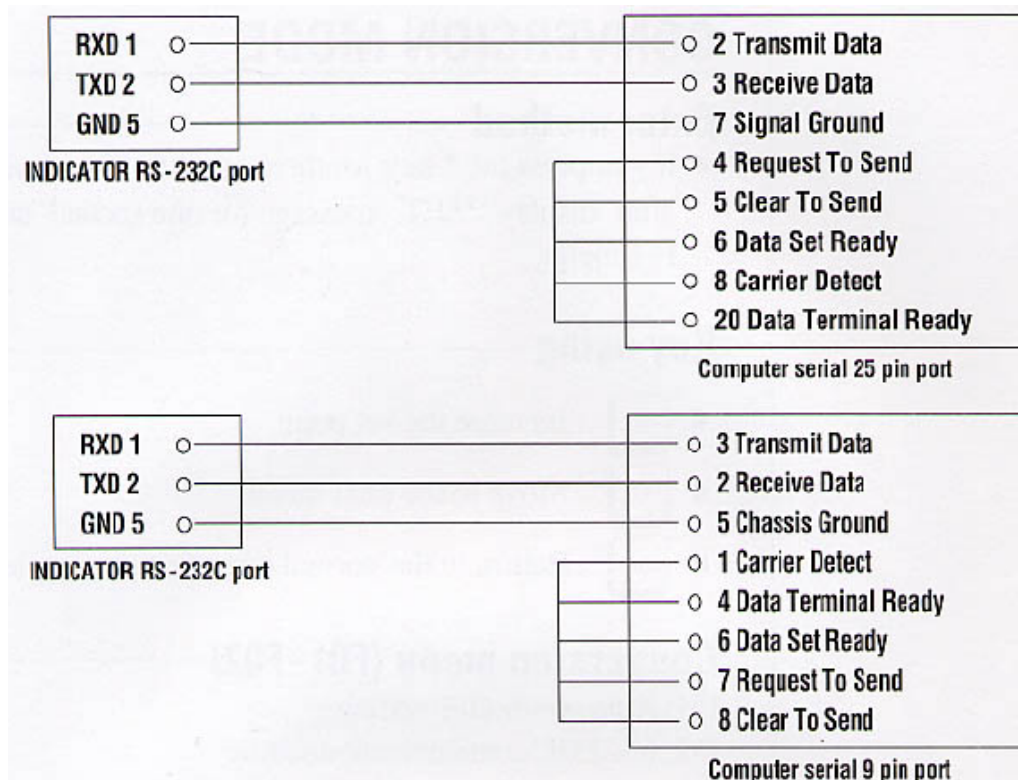 RXD 1
TXD 2
GND 5
INDICATOR RS-232C port
2 Transmit Data
3 Receive Data
7 Signal Ground
4 Request To Send
5 Clear To Send
6 Data Set Ready
8 Carrier Detect
20 Data Terminal Ready
Computer serial 25 pin port
RXD 1
TXD 2
GND 5
INDICATOR RS-232C port
3 Transmit Data
2 Receive Data
5 Chassis Ground
1 Carrier Detect
4 Data Terminal Ready
6 Data Set Ready
7 Request To Send
8 Clear To Send
Computer serial 9 pin port